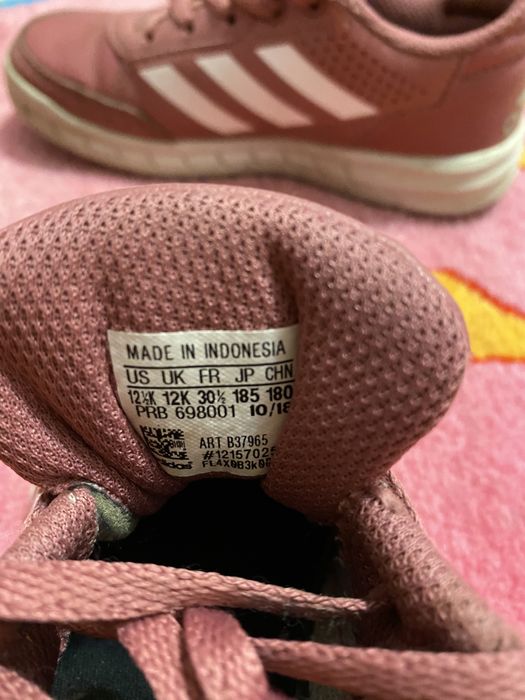 MADE IN INDONESIA
US UK FR JP CHN
12½K 12K 30½ 185 180
PRB 698001 10/18
ART B37965
#1215702
adidas